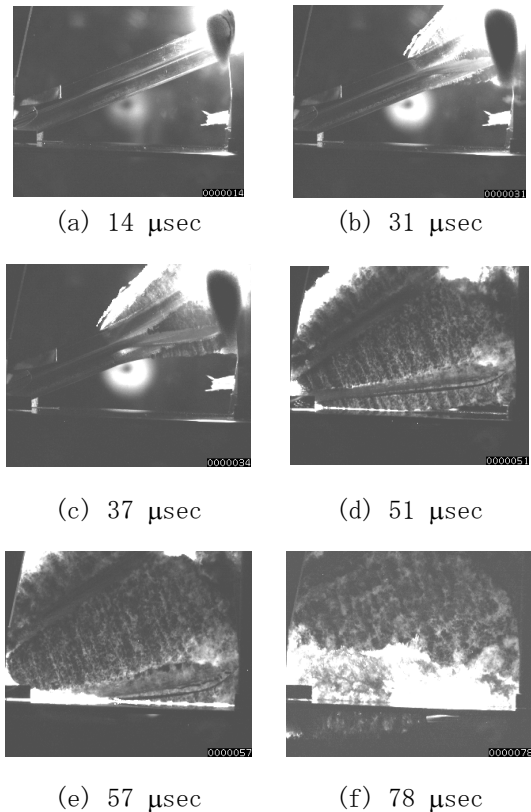 0000014
0000031
(a) 14 μsec
(b) 31 μsec
0000034
0000051
(c) 37 μsec
(d) 51 μsec
0000057
0000078
(e) 57 μsec
(f) 78 μsec